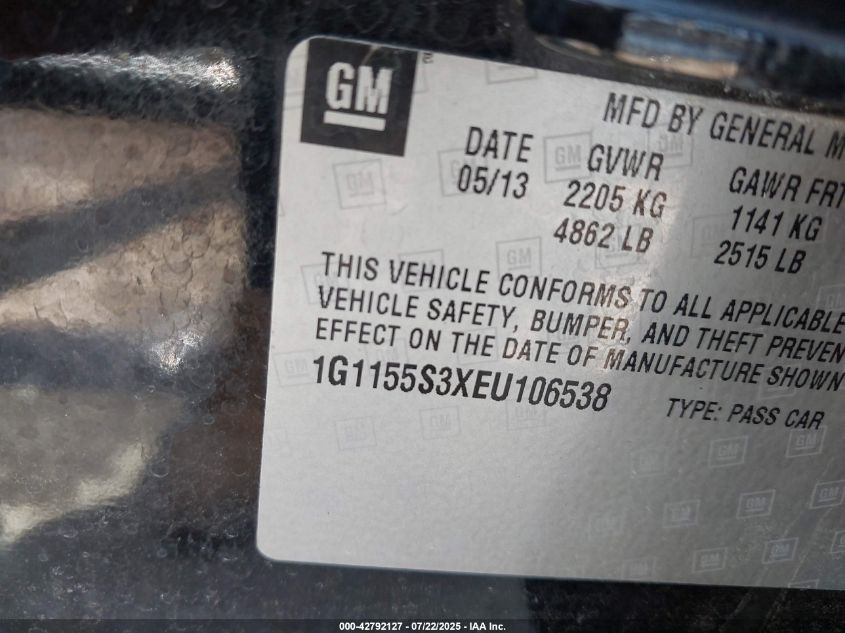 GM
MFD BY GENERAL M
DATE GVWR GAWR FRT
05/13 2205 KG 1141 KG
4862 LB 2515 LB
THIS VEHICLE CONFORMS TO ALL APPLICABLE
VEHICLE SAFETY, BUMPER, AND THEFT PREVEN
EFFECT ON THE DATE OF MANUFACTURE SHOWN
1G1155S3XEU106538 TYPE: PASS CAR
000-42792127 - 07/22/2025 - IAA Inc.